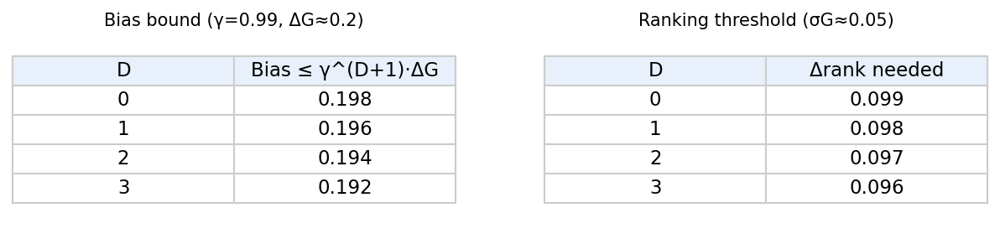 Bias bound (γ=0.99, ΔG≈0.2)
D Bias ≤ γ^(D+1)·ΔG
0 0.198
1 0.196
2 0.194
3 0.192
Ranking threshold (σG≈0.05)
D Δrank needed
0 0.099
1 0.098
2 0.097
3 0.096